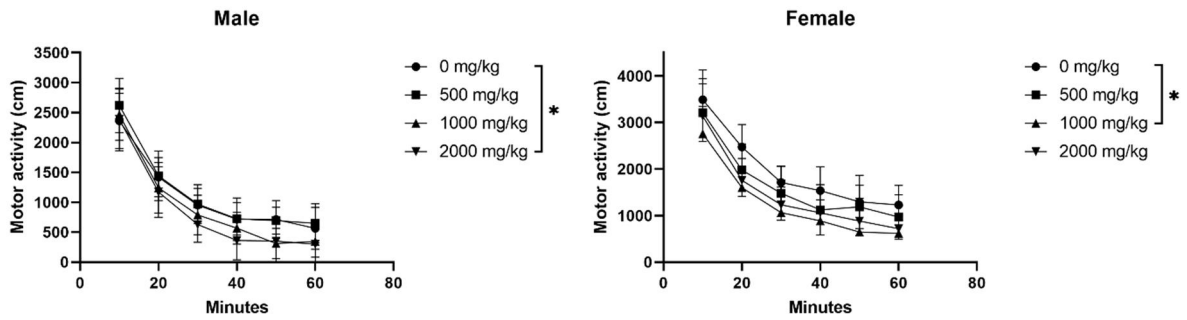 Male
Motor activity (cm)
3500
3000
2500
2000
1500
1000
500
0
0 20 40 60 80
Minutes
0 mg/kg
500 mg/kg
1000 mg/kg
2000 mg/kg
*
Female
Motor activity (cm)
4000
3000
2000
1000
0
0 20 40 60 80
Minutes
0 mg/kg
500 mg/kg
1000 mg/kg
2000 mg/kg
*